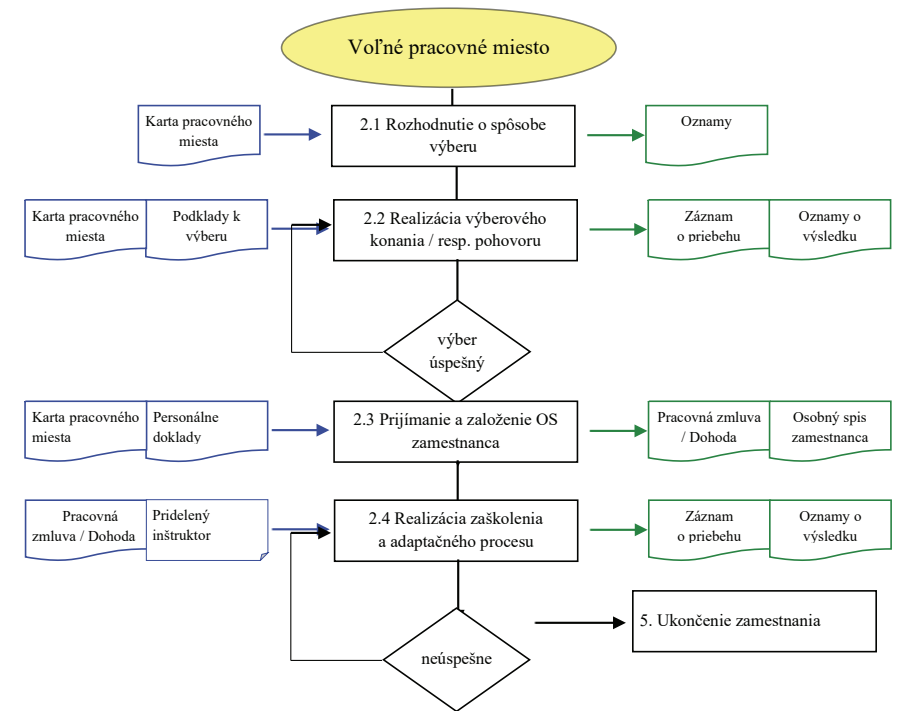 Voľné pracovné miesto
Karta pracovného
miesta
2.1 Rozhodnutie o spôsobe
výberu
Oznamy
Karta pracovného
miesta
Podklady k
výberu
2.2 Realizácia výberového
konania / resp. pohovoru
Záznam
o priebehu
Oznamy o
výsledku
výber
úspešný
Karta pracovného
miesta
Personálne
doklady
2.3 Prijímanie a založenie OS
zamestnanca
Pracovná zmluva
/ Dohoda
Osobný spis
zamestnanca
Pracovná
zmluva / Dohoda
Pridelený
inštruktor
2.4 Realizácia zaškolenia
a adaptačného procesu
Záznam
o priebehu
Oznamy o
výsledku
5. Ukončenie zamestnania
neúspešne